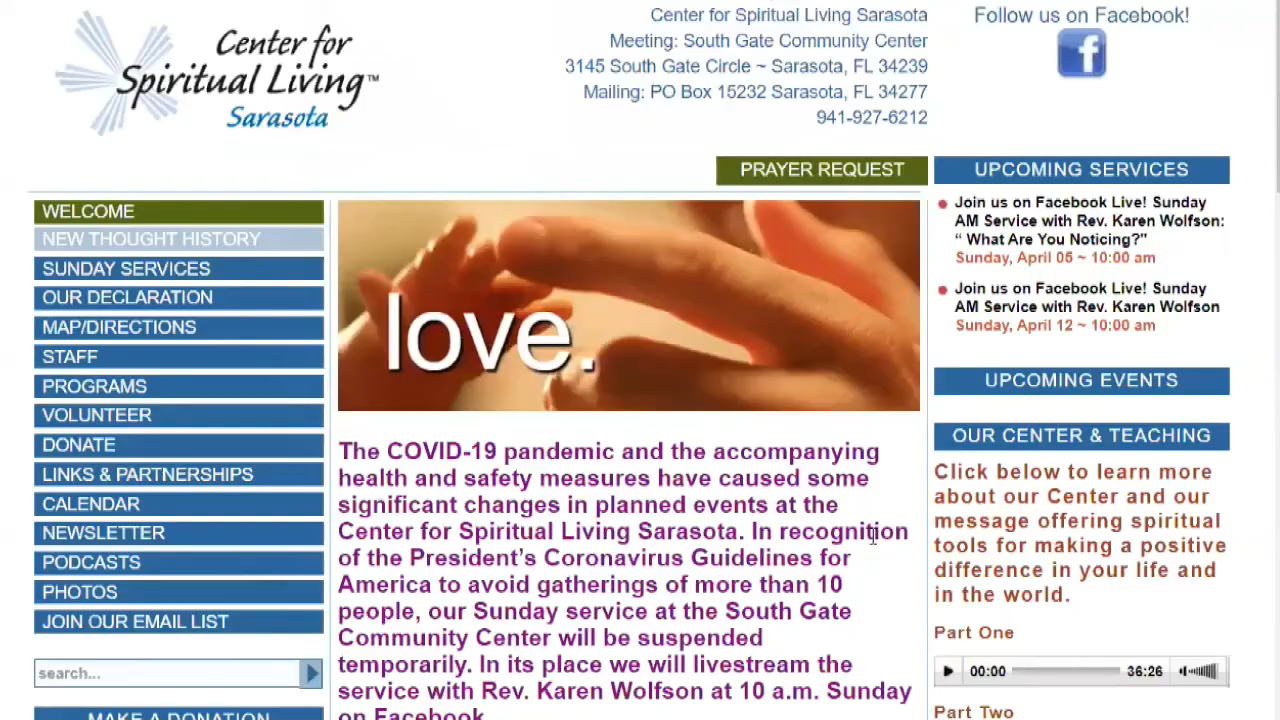 Center for
Spiritual Living™
Sarasota
Center for Spiritual Living Sarasota
Meeting: South Gate Community Center
3145 South Gate Circle ~ Sarasota, FL 34239
Mailing: PO Box 15232 Sarasota, FL 34277
941-927-6212
Follow us on Facebook!
f
PRAYER REQUEST
WELCOME
NEW THOUGHT HISTORY
SUNDAY SERVICES
OUR DECLARATION
MAP/DIRECTIONS
STAFF
PROGRAMS
VOLUNTEER
DONATE
LINKS & PARTNERSHIPS
CALENDAR
NEWSLETTER
PODCASTS
PHOTOS
JOIN OUR EMAIL LIST
search...
MAKE A DONATION
love.
The COVID-19 pandemic and the accompanying
health and safety measures have caused some
significant changes in planned events at the
Center for Spiritual Living Sarasota. In recognition
of the President’s Coronavirus Guidelines for
America to avoid gatherings of more than 10
people, our Sunday service at the South Gate
Community Center will be suspended
temporarily. In its place we will livestream the
service with Rev. Karen Wolfson at 10 a.m. Sunday
on Facebook.
UPCOMING SERVICES
Join us on Facebook Live! Sunday
AM Service with Rev. Karen Wolfson:
“ What Are You Noticing?”
Sunday, April 05 ~ 10:00 am
Join us on Facebook Live! Sunday
AM Service with Rev. Karen Wolfson
Sunday, April 12 ~ 10:00 am
UPCOMING EVENTS
OUR CENTER & TEACHING
Click below to learn more
about our Center and our
message offering spiritual
tools for making a positive
difference in your life and
in the world.
Part One
00:00 36:26
Part Two